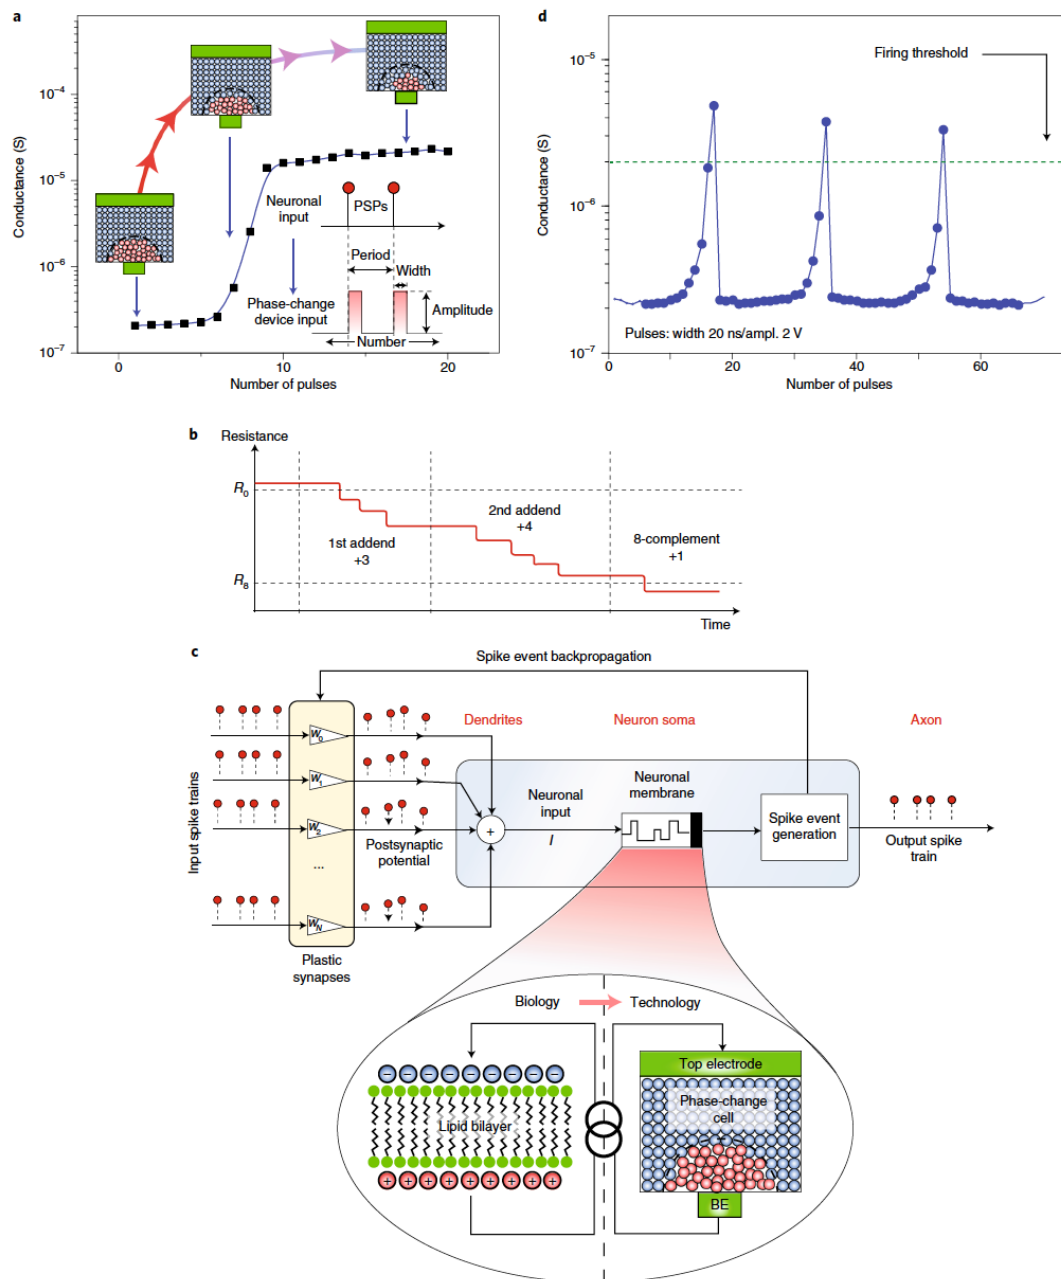 a
Conductance (S)
10⁻⁴
10⁻⁵
10⁻⁶
10⁻⁷
0
10
20
Number of pulses
Neuronal
input
PSPs
Period
Width
Phase-change
device input
Amplitude
Number
d
Conductance (S)
10⁻⁵
10⁻⁶
10⁻⁷
Firing threshold
Pulses: width 20 ns/ampl. 2 V
0
20
40
60
Number of pulses
b
Resistance
R₀
R₈
1st addend
+3
2nd addend
+4
8-complement
+1
Time
c
Spike event backpropagation
Input spike trains
W₀
W₁
W₂
...
W_N
Plastic
synapses
Postsynaptic
potential
Dendrites
Neuron soma
Axon
+
Neuronal
input
I
Neuronal
membrane
Spike event
generation
Output spike
train
Biology
Technology
− − − − − − − − −
Lipid bilayer
+ + + + + + + + +
Top electrode
Phase-change
cell
BE